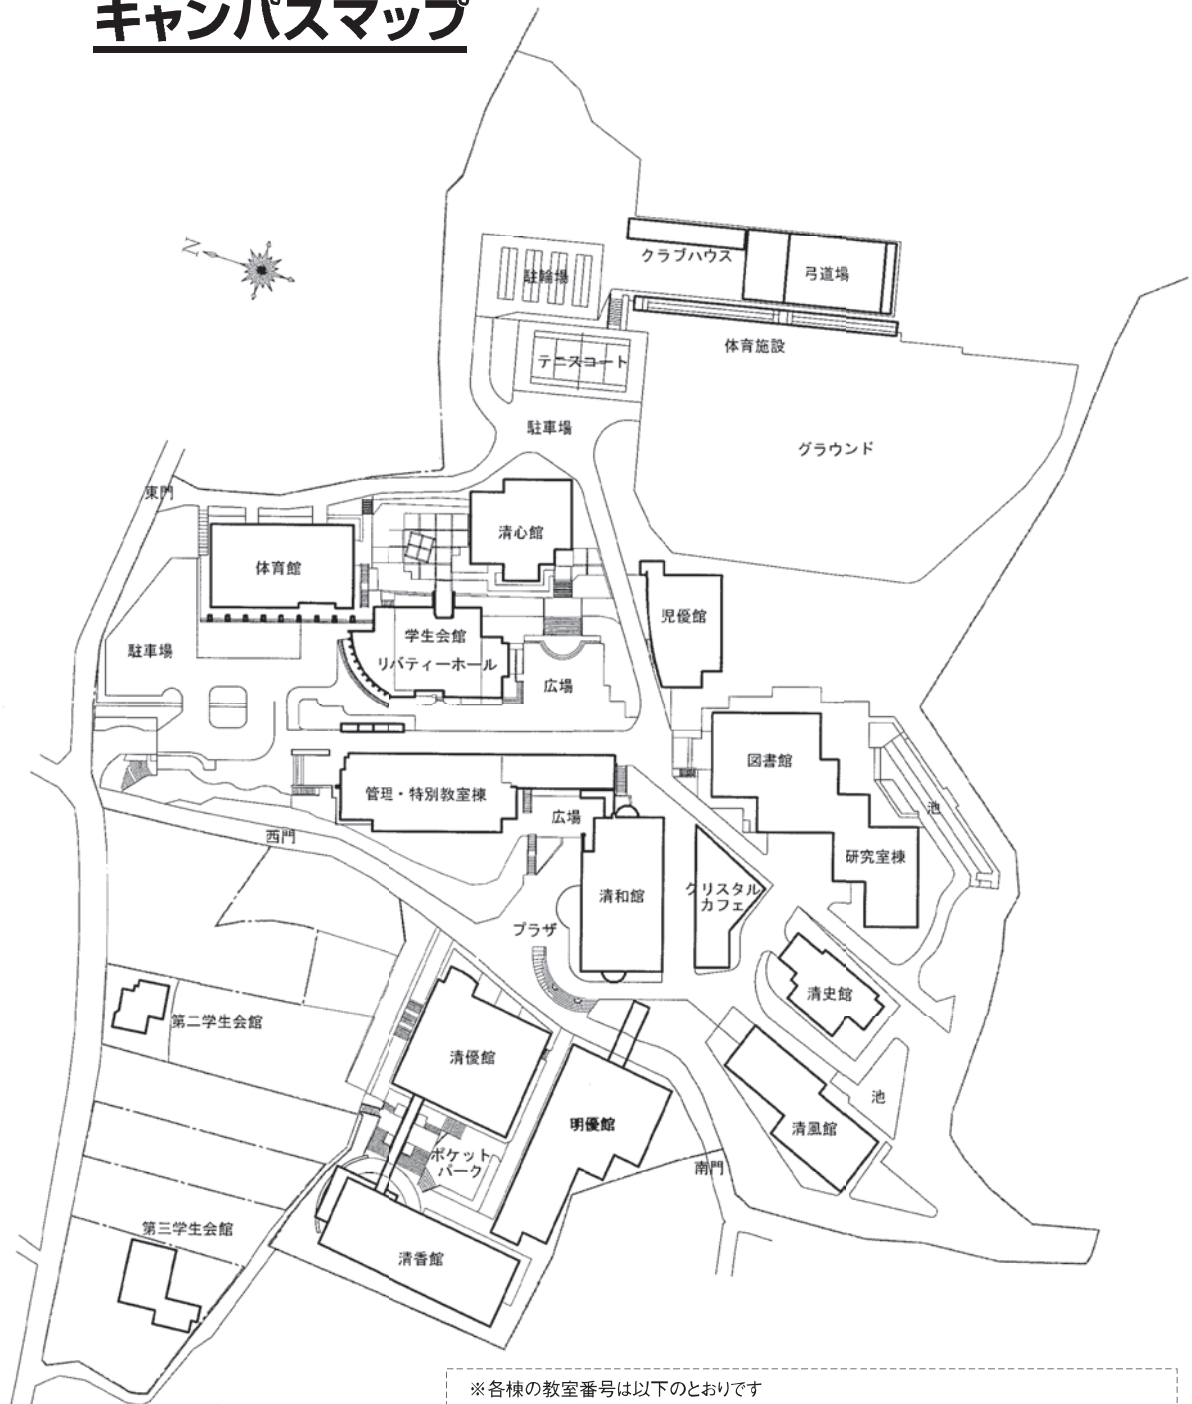 キャンパスマップ
N
クラブハウス
弓道場
駐輪場
体育施設
テニスコート
駐車場
グラウンド
東門
清心館
体育館
児優館
学生会館
リバティーホール
駐車場
広場
図書館
管理・特別教室棟
池
広場
西門
研究室棟
清和館
クリスタル
カフェ
プラザ
清史館
第二学生会館
清優館
池
明優館
清風館
ポケット
パーク
南門
第三学生会館
清香館
※各棟の教室番号は以下のとおりです